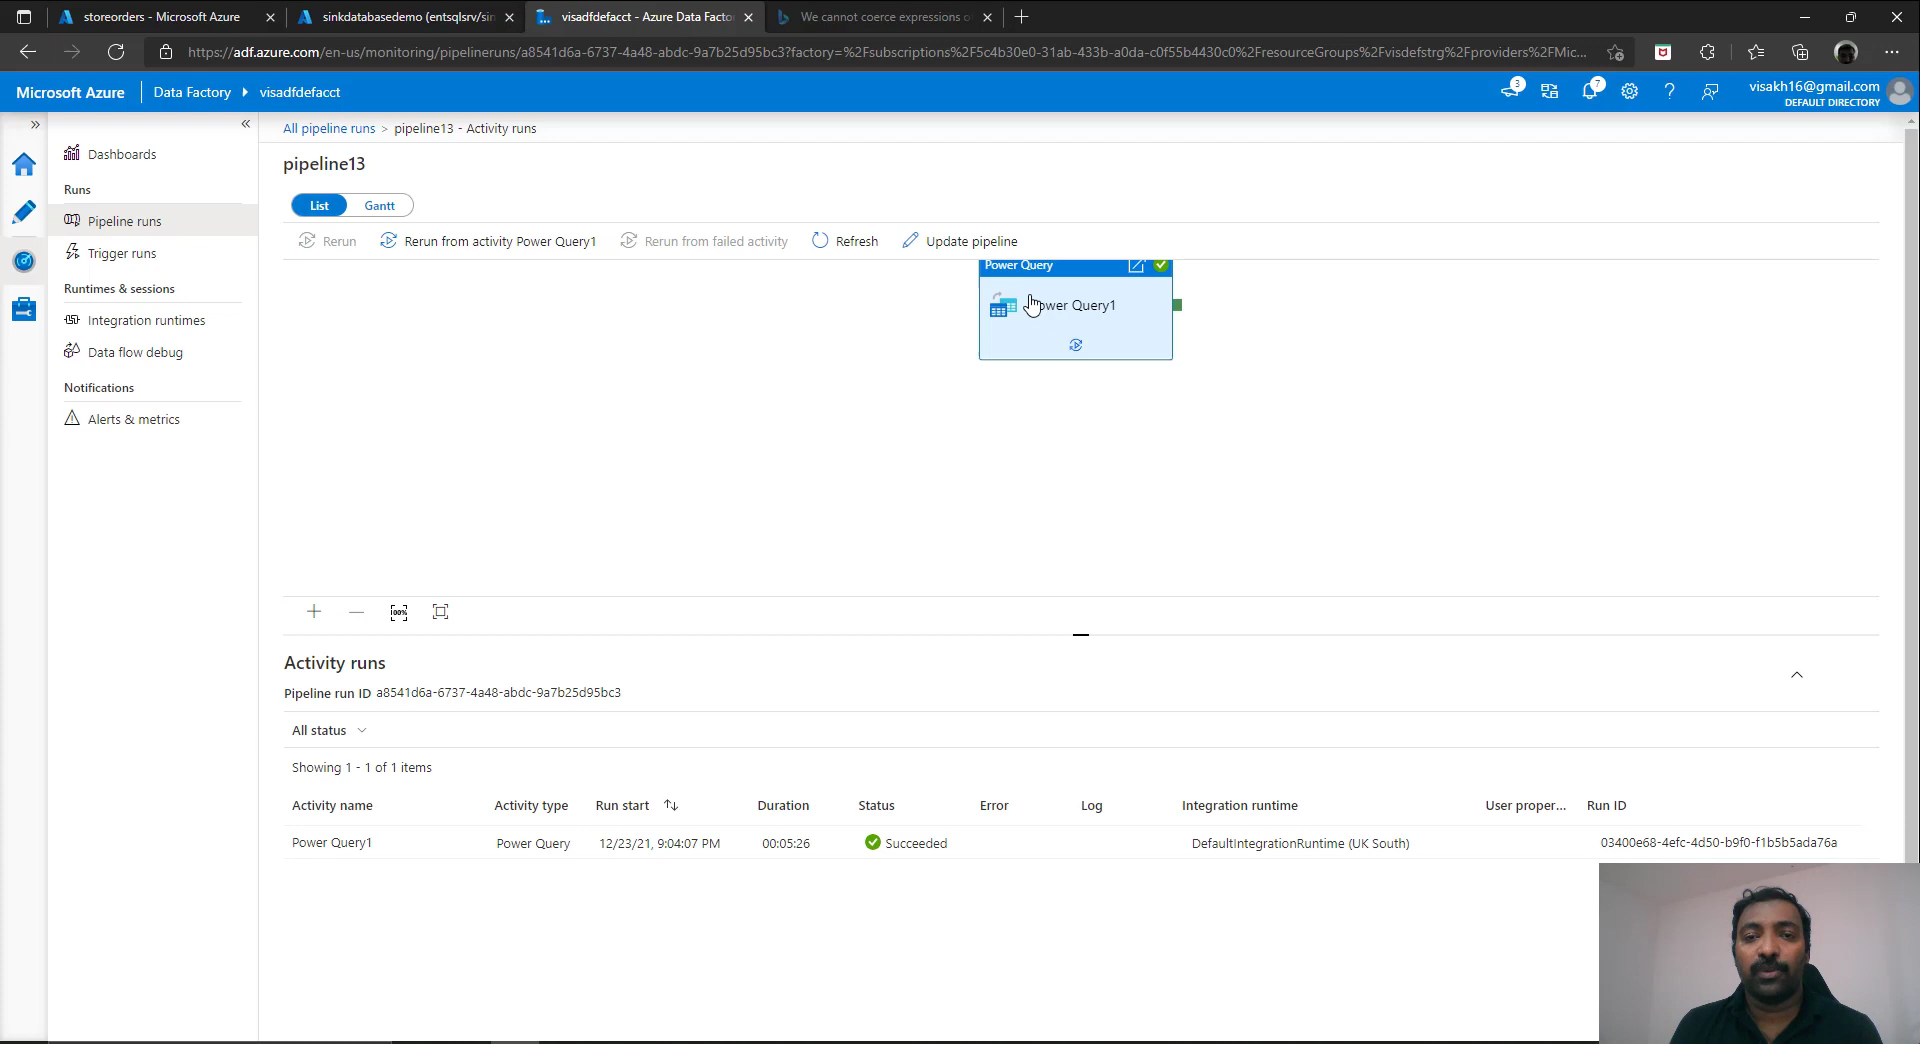 storeorders - Microsoft Azure
sinkdatabasedemo (entsqlsrv/sin
visadfdefacct - Azure Data Facto
We cannot coerce expressions o
https://adf.azure.com/en-us/monitoring/pipelineruns/a8541d6a-6737-4a48-abdc-9a7b25d95bc3?factory=%2Fsubscriptions%2F5c4b30e0-31ab-433b-a0da-c0f55b4430c0%2FresourceGroups%2Fvisdefstrg%2Fproviders%2FMic...
Microsoft Azure
Data Factory
visadfdefacct
3
7
visakh16@gmail.com
DEFAULT DIRECTORY
Dashboards
Runs
Pipeline runs
Trigger runs
Runtimes & sessions
Integration runtimes
Data flow debug
Notifications
Alerts & metrics
All pipeline runs > pipeline13 - Activity runs
pipeline13
List
Gantt
Rerun
Rerun from activity Power Query1
Rerun from failed activity
Refresh
Update pipeline
Power Query
ower Query1
100%
Activity runs
Pipeline run ID a8541d6a-6737-4a48-abdc-9a7b25d95bc3
All status
Showing 1 - 1 of 1 items
Activity name Activity type Run start Duration Status Error Log Integration runtime User proper... Run ID
Power Query1 Power Query 12/23/21, 9:04:07 PM 00:05:26 Succeeded DefaultIntegrationRuntime (UK South) 03400e68-4efc-4d50-b9f0-f1b5b5ada76a